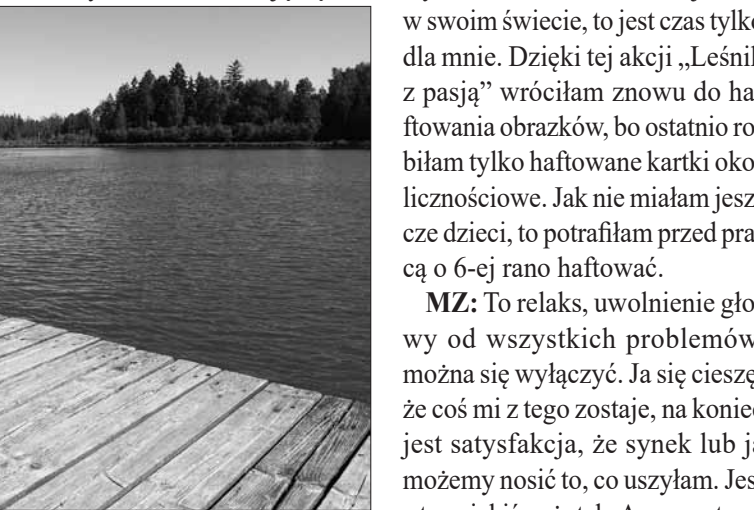 w swoim świecie, to jest czas tylko
dla mnie. Dzięki tej akcji „Leśnik
z pasją” wróciłam znowu do ha
ftowania obrazków, bo ostatnio ro
biłam tylko haftowane kartki oko
licznościowe. Jak nie miałam jesz
cze dzieci, to potrafiłam przed pra
cą o 6-ej rano haftować.
MZ: To relaks, uwolnienie gło
wy od wszystkich problemów
można się wyłączyć. Ja się cieszę
że coś mi z tego zostaje, na koniec
jest satysfakcja, że synek lub ja
możemy nosić to, co uszyłam. Jes